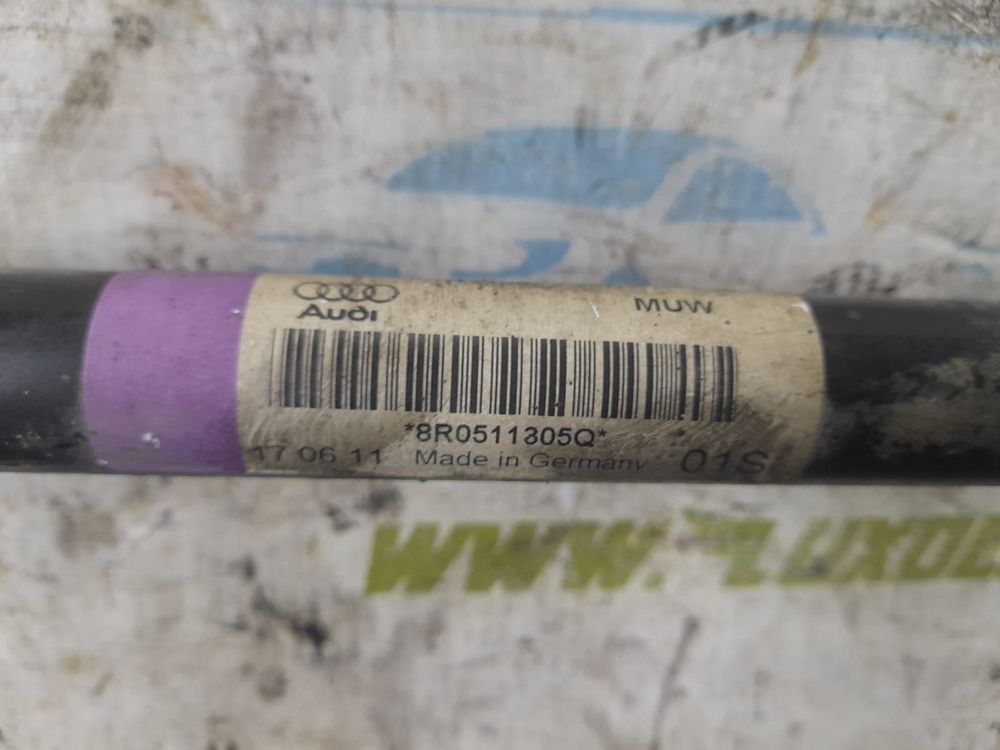 Audi
MUW
*8R0511305Q*
17 06 11 Made in Germany 01S